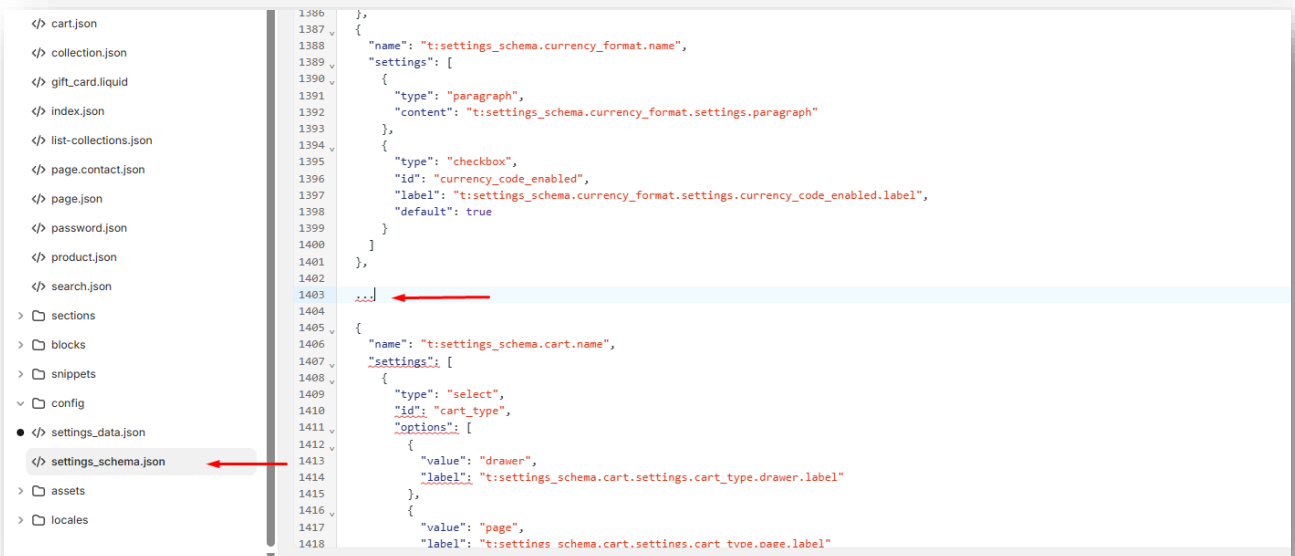 cart.json
collection.json
gift_card.liquid
index.json
list-collections.json
page.contact.json
page.json
password.json
product.json
search.json
sections
blocks
snippets
config
settings_data.json
settings_schema.json
assets
locales
1386 },
1387 {
1388 "name": "t:settings_schema.currency_format.name",
1389 "settings": [
1390 {
1391 "type": "paragraph",
1392 "content": "t:settings_schema.currency_format.settings.paragraph"
1393 },
1394 {
1395 "type": "checkbox",
1396 "id": "currency_code_enabled",
1397 "label": "t:settings_schema.currency_format.settings.currency_code_enabled.label",
1398 "default": true
1399 }
1400 ]
1401 },
1402
1403 ...
1404
1405 {
1406 "name": "t:settings_schema.cart.name",
1407 "settings": [
1408 {
1409 "type": "select",
1410 "id": "cart_type",
1411 "options": [
1412 {
1413 "value": "drawer",
1414 "label": "t:settings_schema.cart.settings.cart_type.drawer.label"
1415 },
1416 {
1417 "value": "page",
1418 "label": "t:settings_schema.cart.settings.cart_type.page.label"